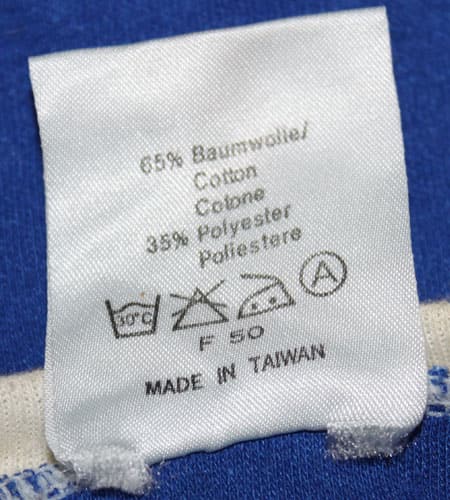 65% Baumwolle/
Cotton
Cotone
35% Polyester
Poliestere
30°C A
F 50
MADE IN TAIWAN